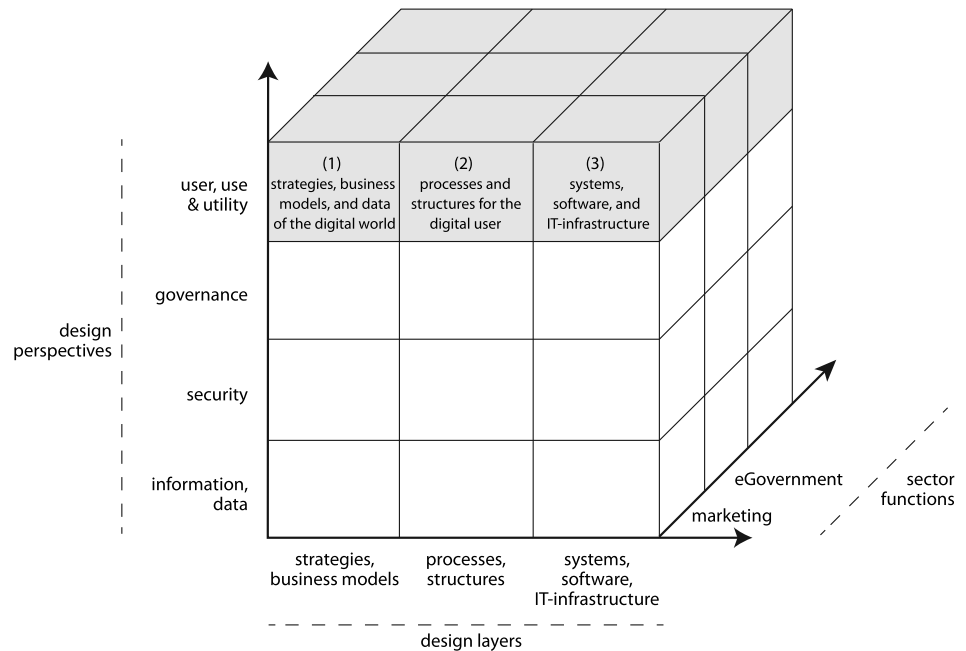 (1)
strategies, business
models, and data
of the digital world
(2)
processes and
structures for the
digital user
(3)
systems,
software, and
IT-infrastructure
user, use
& utility
governance
design
perspectives
security
information,
data
eGovernment
marketing
sector
functions
strategies,
business models
processes,
structures
systems,
software,
IT-infrastructure
design layers